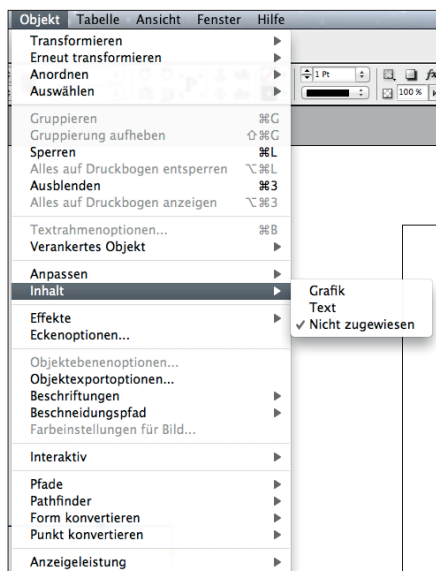 Objekt Tabelle Ansicht Fenster Hilfe
Transformieren
Erneut transformieren
Anordnen
Auswählen
1 Pt
fx
100 %
Gruppieren ⌘G
Gruppierung aufheben ⇧⌘G
Sperren ⌘L
Alles auf Druckbogen entsperren ⌥⌘L
Ausblenden ⌘3
Alles auf Druckbogen anzeigen ⌥⌘3
Textrahmenoptionen... ⌘B
Verankertes Objekt
Anpassen
Inhalt
Grafik
Text
✓ Nicht zugewiesen
Effekte
Eckenoptionen...
Objektebenenoptionen...
Objektexportoptionen...
Beschriftungen
Beschneidungspfad
Farbeinstellungen für Bild...
Interaktiv
Pfade
Pathfinder
Form konvertieren
Punkt konvertieren
Anzeigeleistung